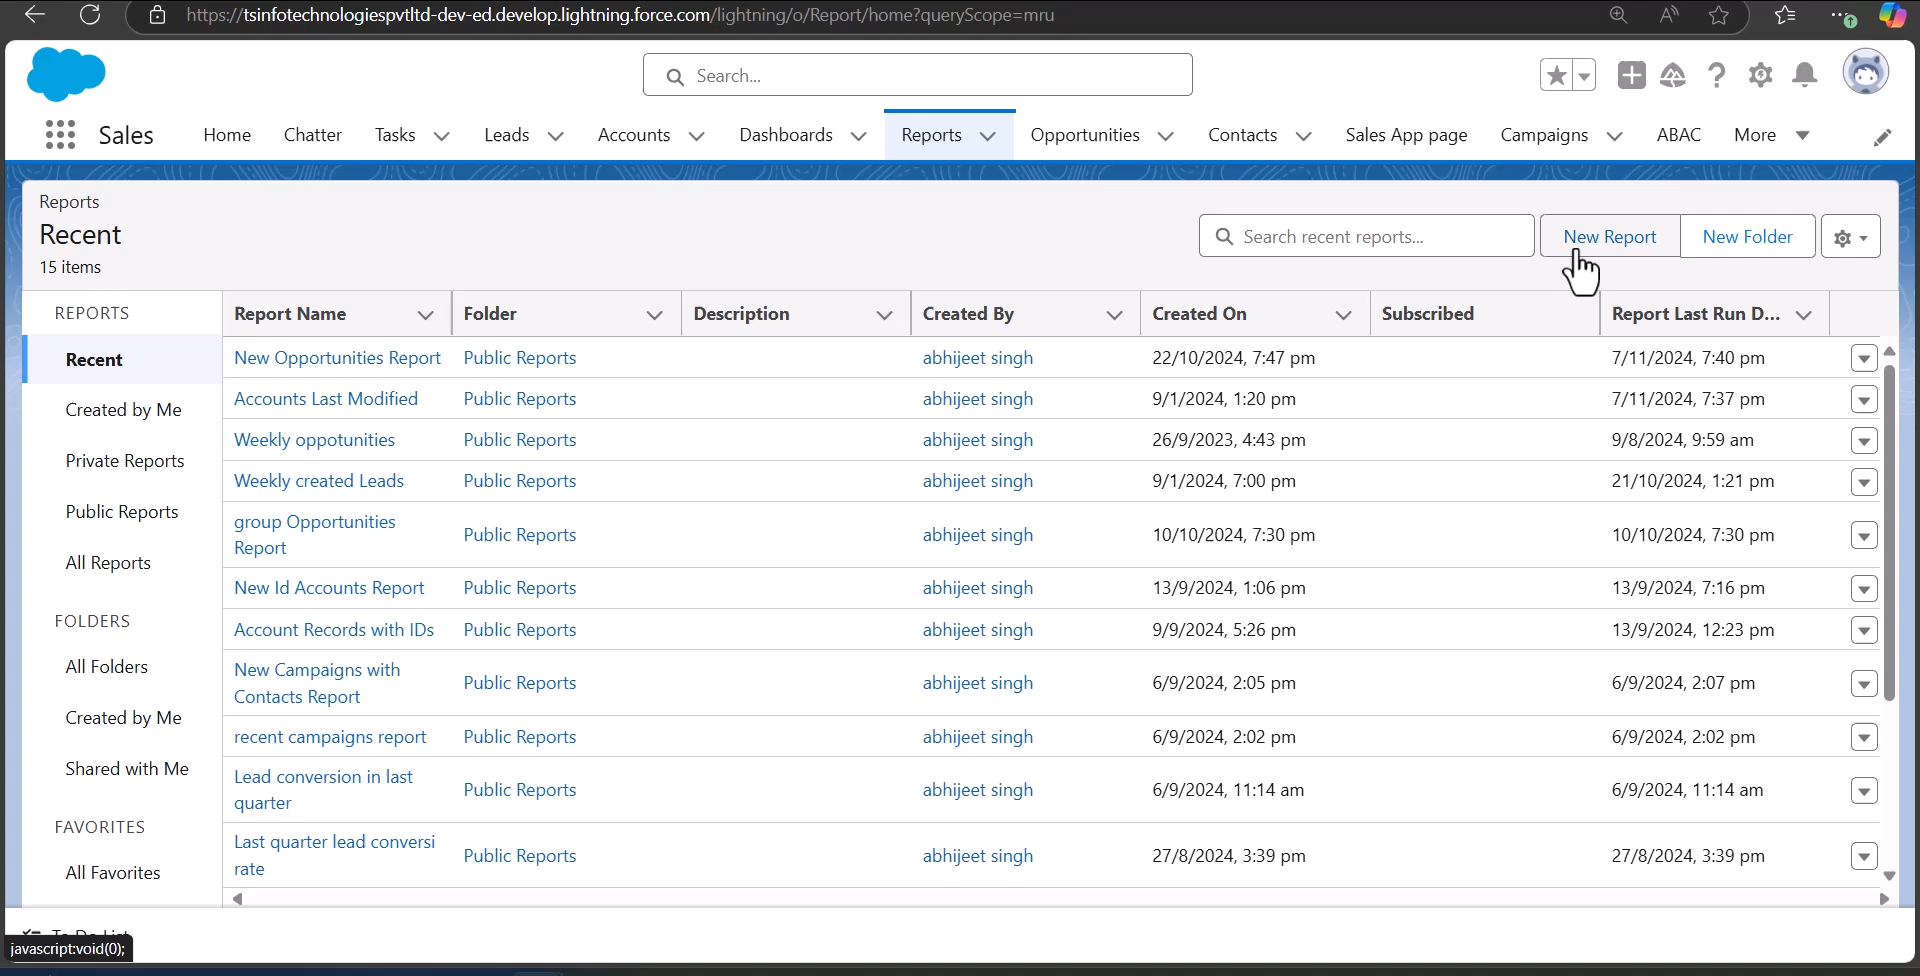 https://tsinfotechnologiespvtltd-dev-ed.develop.lightning.force.com/lightning/o/Report/home?queryScope=mru
Search...
Sales Home Chatter Tasks Leads Accounts Dashboards Reports Opportunities Contacts Sales App page Campaigns ABAC More
Reports
Recent
15 items
Search recent reports...
New Report
New Folder
REPORTS
Recent
Created by Me
Private Reports
Public Reports
All Reports
FOLDERS
All Folders
Created by Me
Shared with Me
FAVORITES
All Favorites
Report Name Folder Description Created By Created On Subscribed Report Last Run D...
New Opportunities Report Public Reports abhijeet singh 22/10/2024, 7:47 pm 7/11/2024, 7:40 pm
Accounts Last Modified Public Reports abhijeet singh 9/1/2024, 1:20 pm 7/11/2024, 7:37 pm
Weekly oppotunities Public Reports abhijeet singh 26/9/2023, 4:43 pm 9/8/2024, 9:59 am
Weekly created Leads Public Reports abhijeet singh 9/1/2024, 7:00 pm 21/10/2024, 1:21 pm
group Opportunities
Report Public Reports abhijeet singh 10/10/2024, 7:30 pm 10/10/2024, 7:30 pm
New Id Accounts Report Public Reports abhijeet singh 13/9/2024, 1:06 pm 13/9/2024, 7:16 pm
Account Records with IDs Public Reports abhijeet singh 9/9/2024, 5:26 pm 13/9/2024, 12:23 pm
New Campaigns with
Contacts Report Public Reports abhijeet singh 6/9/2024, 2:05 pm 6/9/2024, 2:07 pm
recent campaigns report Public Reports abhijeet singh 6/9/2024, 2:02 pm 6/9/2024, 2:02 pm
Lead conversion in last
quarter Public Reports abhijeet singh 6/9/2024, 11:14 am 6/9/2024, 11:14 am
Last quarter lead conversi
rate Public Reports abhijeet singh 27/8/2024, 3:39 pm 27/8/2024, 3:39 pm
To Do List
javascript:void(0);